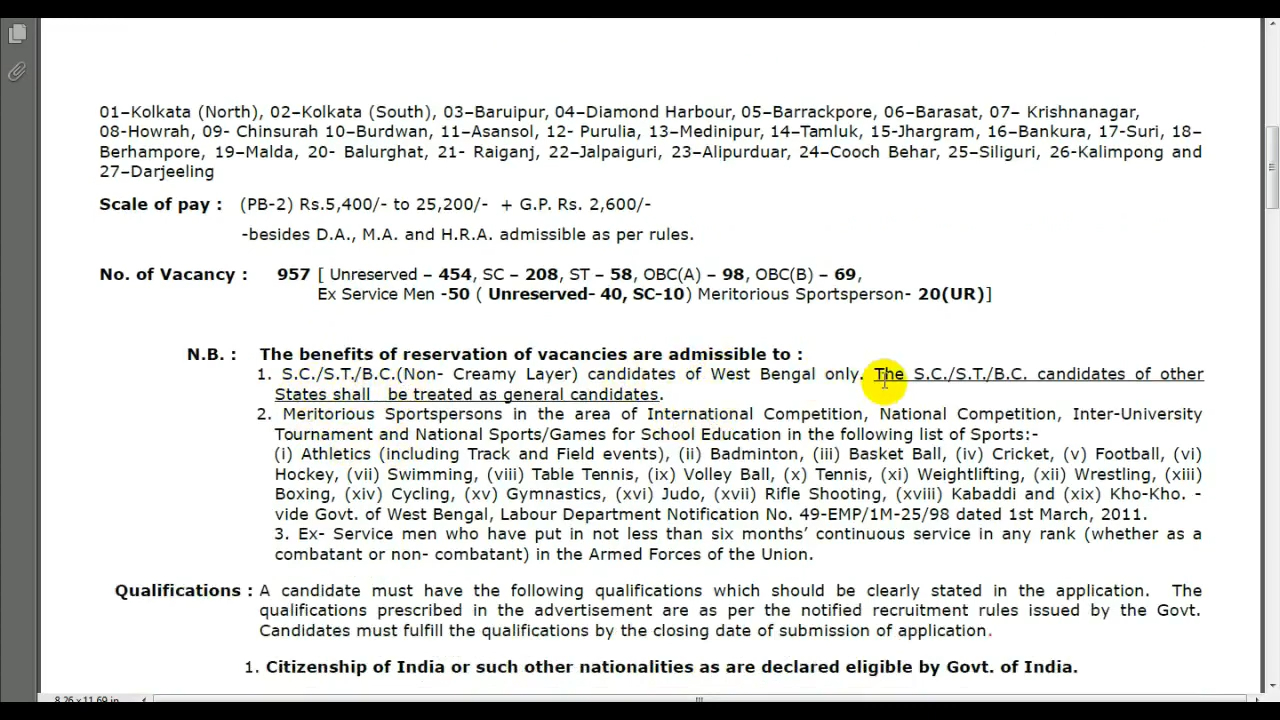 01–Kolkata (North), 02–Kolkata (South), 03–Baruipur, 04–Diamond Harbour, 05–Barrackpore, 06–Barasat, 07– Krishnanagar,
08-Howrah, 09- Chinsurah 10–Burdwan, 11–Asansol, 12- Purulia, 13–Medinipur, 14–Tamluk, 15-Jhargram, 16–Bankura, 17-Suri, 18–
Berhampore, 19–Malda, 20- Balurghat, 21- Raiganj, 22–Jalpaiguri, 23–Alipurduar, 24–Cooch Behar, 25–Siliguri, 26-Kalimpong and
27–Darjeeling
Scale of pay : (PB-2) Rs.5,400/- to 25,200/- + G.P. Rs. 2,600/-
-besides D.A., M.A. and H.R.A. admissible as per rules.
No. of Vacancy : 957 [ Unreserved – 454, SC – 208, ST – 58, OBC(A) – 98, OBC(B) – 69,
Ex Service Men -50 ( Unreserved- 40, SC-10) Meritorious Sportsperson- 20(UR)]
N.B. : The benefits of reservation of vacancies are admissible to :
1. S.C./S.T./B.C.(Non- Creamy Layer) candidates of West Bengal only. The S.C./S.T./B.C. candidates of other
States shall be treated as general candidates.
2. Meritorious Sportspersons in the area of International Competition, National Competition, Inter-University
Tournament and National Sports/Games for School Education in the following list of Sports:-
(i) Athletics (including Track and Field events), (ii) Badminton, (iii) Basket Ball, (iv) Cricket, (v) Football, (vi)
Hockey, (vii) Swimming, (viii) Table Tennis, (ix) Volley Ball, (x) Tennis, (xi) Weightlifting, (xii) Wrestling, (xiii)
Boxing, (xiv) Cycling, (xv) Gymnastics, (xvi) Judo, (xvii) Rifle Shooting, (xviii) Kabaddi and (xix) Kho-Kho. -
vide Govt. of West Bengal, Labour Department Notification No. 49-EMP/1M-25/98 dated 1st March, 2011.
3. Ex- Service men who have put in not less than six months’ continuous service in any rank (whether as a
combatant or non- combatant) in the Armed Forces of the Union.
Qualifications : A candidate must have the following qualifications which should be clearly stated in the application. The
qualifications prescribed in the advertisement are as per the notified recruitment rules issued by the Govt.
Candidates must fulfill the qualifications by the closing date of submission of application.
1. Citizenship of India or such other nationalities as are declared eligible by Govt. of India.
8.26 x 11.69 in